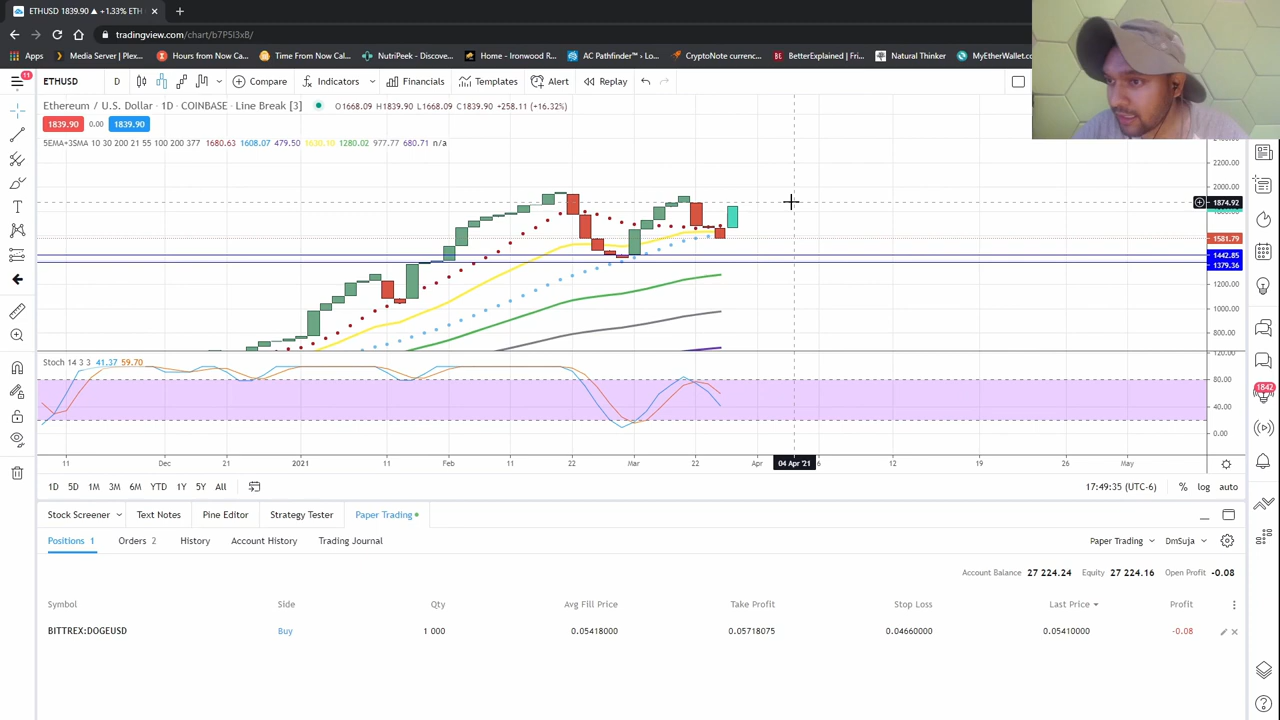 ETHUSD 1839.90 ▲ +1.33% ETH
tradingview.com/chart/b7P5I3xB/
Apps
Media Server | Plex...
Hours from Now Cal...
Time From Now Calc...
NutriPeek - Discove...
Home - Ironwood R...
AC Pathfinder™ › Lo...
CryptoNote currenc...
BetterExplained | Fri...
Natural Thinker
MyEtherWallet.c
11
ETHUSD D Compare Indicators Financials Templates Alert Replay
Ethereum / U.S. Dollar · 1D · COINBASE · Line Break [3] O1668.09 H1839.90 L1668.09 C1839.90 +258.11 (+16.32%)
1839.90 0.00 1839.90
5EMA+3SMA 10 30 200 21 55 100 200 377 1680.63 1608.07 479.50 1630.10 1280.02 977.77 680.71 n/a
2200.00
2000.00
1874.92
1581.79
1442.85
1379.36
1200.00
1000.00
800.00
Stoch 14 3 3 41.37 59.70
120.00
80.00
40.00
0.00
11 Dec 21 2021 11 Feb 11 22 Mar 22 Apr 04 Apr '21 6 12 19 26 May
1D 5D 1M 3M 6M YTD 1Y 5Y All 17:49:35 (UTC-6) % log auto
1842
Stock Screener Text Notes Pine Editor Strategy Tester Paper Trading
Positions 1 Orders 2 History Account History Trading Journal Paper Trading DmSuja
Account Balance 27 224.24 Equity 27 224.16 Open Profit -0.08
Symbol Side Qty Avg Fill Price Take Profit Stop Loss Last Price Profit
BITTREX:DOGEUSD Buy 1 000 0.05418000 0.05718075 0.04660000 0.05410000 -0.08